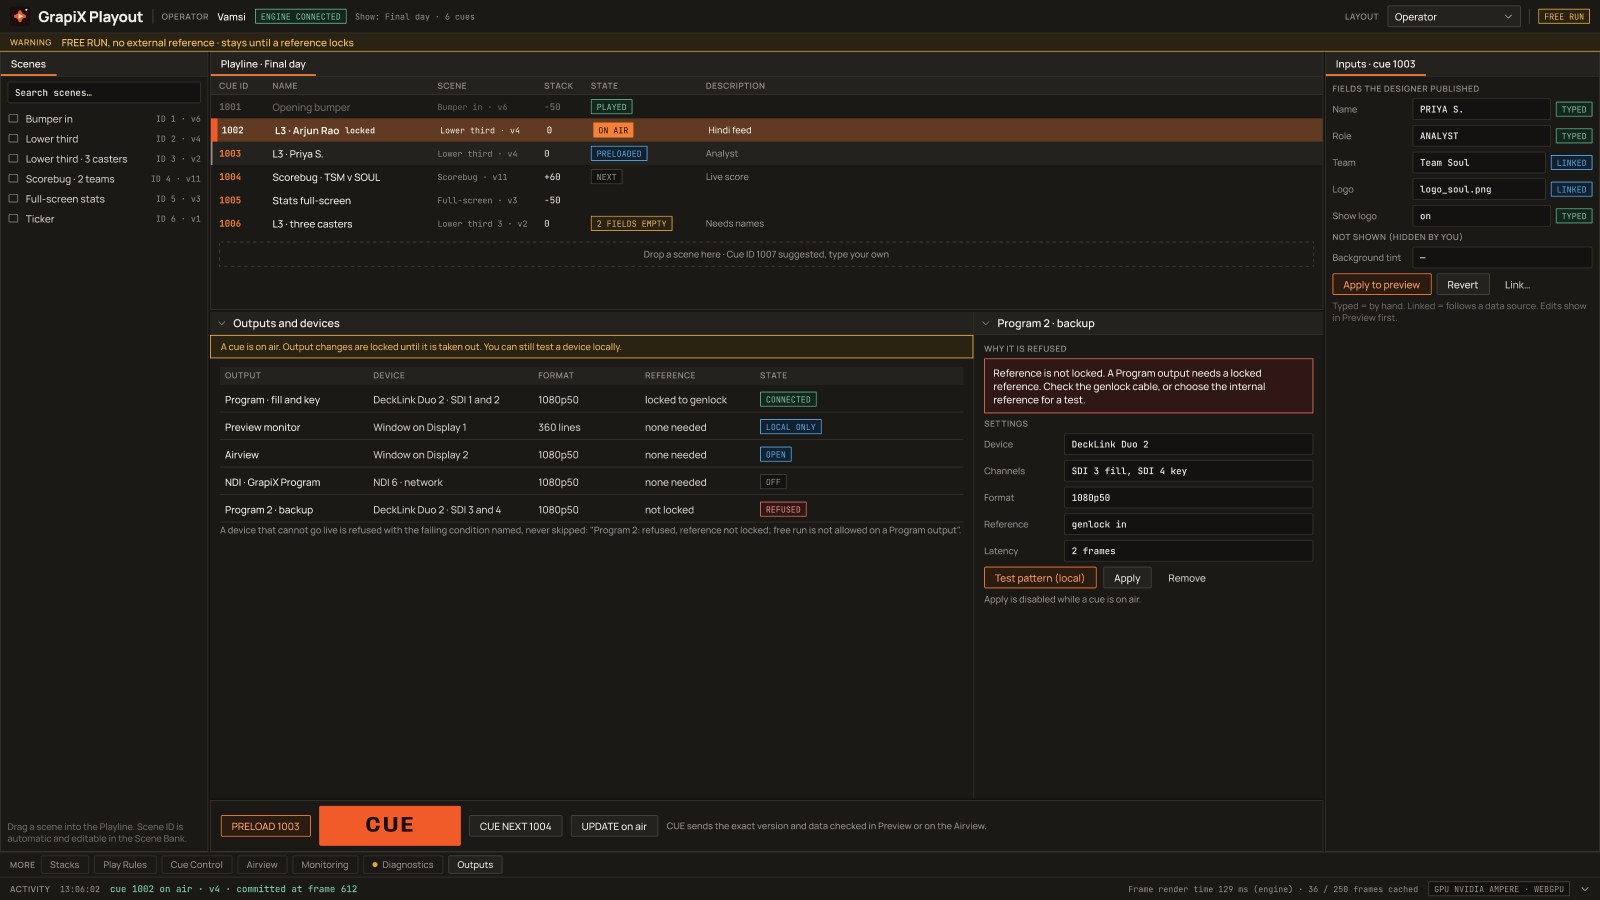 GrapiX Playout OPERATOR Vamsi ENGINE CONNECTED Show: Final day · 6 cues LAYOUT Operator FREE RUN
WARNING FREE RUN, no external reference · stays until a reference locks
Scenes
Search scenes…
Bumper in ID 1 · v6
Lower third ID 2 · v4
Lower third · 3 casters ID 3 · v2
Scorebug · 2 teams ID 4 · v11
Full-screen stats ID 5 · v3
Ticker ID 6 · v1
Drag a scene into the Playline. Scene ID is
automatic and editable in the Scene Bank.
Playline · Final day
CUE ID NAME SCENE STACK STATE DESCRIPTION
1001 Opening bumper Bumper in · v6 -50 PLAYED
1002 L3 · Arjun Rao locked Lower third · v4 0 ON AIR Hindi feed
1003 L3 · Priya S. Lower third · v4 0 PRELOADED Analyst
1004 Scorebug · TSM v SOUL Scorebug · v11 +60 NEXT Live score
1005 Stats full-screen Full-screen · v3 -50
1006 L3 · three casters Lower third 3 · v2 0 2 FIELDS EMPTY Needs names
Drop a scene here · Cue ID 1007 suggested, type your own
Outputs and devices
A cue is on air. Output changes are locked until it is taken out. You can still test a device locally.
OUTPUT DEVICE FORMAT REFERENCE STATE
Program · fill and key DeckLink Duo 2 · SDI 1 and 2 1080p50 locked to genlock CONNECTED
Preview monitor Window on Display 1 360 lines none needed LOCAL ONLY
Airview Window on Display 2 1080p50 none needed OPEN
NDI · GrapiX Program NDI 6 · network 1080p50 none needed OFF
Program 2 · backup DeckLink Duo 2 · SDI 3 and 4 1080p50 not locked REFUSED
A device that cannot go live is refused with the failing condition named, never skipped: "Program 2: refused, reference not locked; free run is not allowed on a Program output".
Program 2 · backup
WHY IT IS REFUSED
Reference is not locked. A Program output needs a locked
reference. Check the genlock cable, or choose the internal
reference for a test.
SETTINGS
Device DeckLink Duo 2
Channels SDI 3 fill, SDI 4 key
Format 1080p50
Reference genlock in
Latency 2 frames
Test pattern (local) Apply Remove
Apply is disabled while a cue is on air.
Inputs · cue 1003
FIELDS THE DESIGNER PUBLISHED
Name PRIYA S. TYPED
Role ANALYST TYPED
Team Team Soul LINKED
Logo logo_soul.png LINKED
Show logo on TYPED
NOT SHOWN (HIDDEN BY YOU)
Background tint —
Apply to preview Revert Link…
Typed = by hand. Linked = follows a data source. Edits show
in Preview first.
PRELOAD 1003 CUE CUE NEXT 1004 UPDATE on air CUE sends the exact version and data checked in Preview or on the Airview.
MORE Stacks Play Rules Cue Control Airview Monitoring Diagnostics Outputs
ACTIVITY 13:06:02 cue 1002 on air · v4 · committed at frame 612 Frame render time 129 ms (engine) · 36 / 250 frames cached GPU NVIDIA AMPERE · WEBGPU